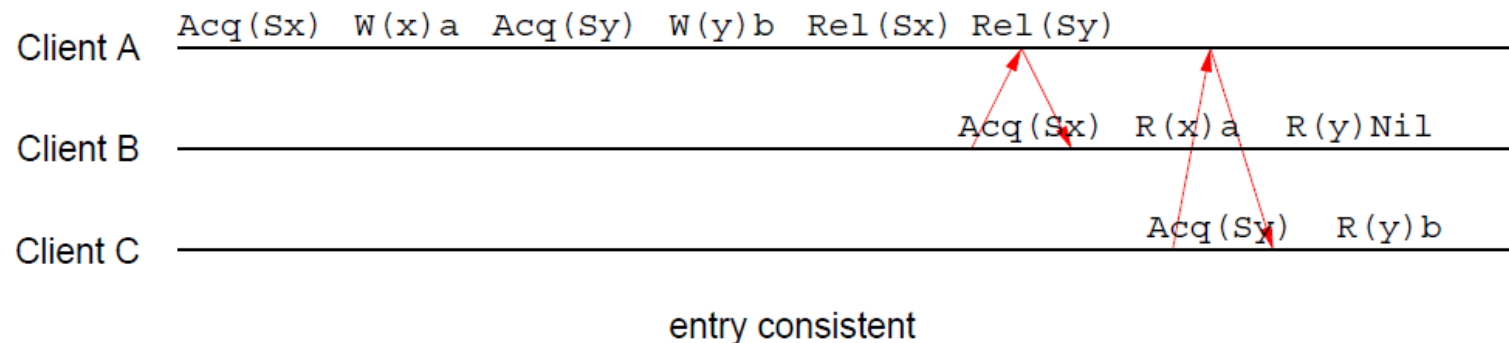 Client A Acq(Sx) W(x)a Acq(Sy) W(y)b Rel(Sx) Rel(Sy)
Client B Acq(Sx) R(x)a R(y)Nil
Client C Acq(Sy) R(y)b
entry consistent